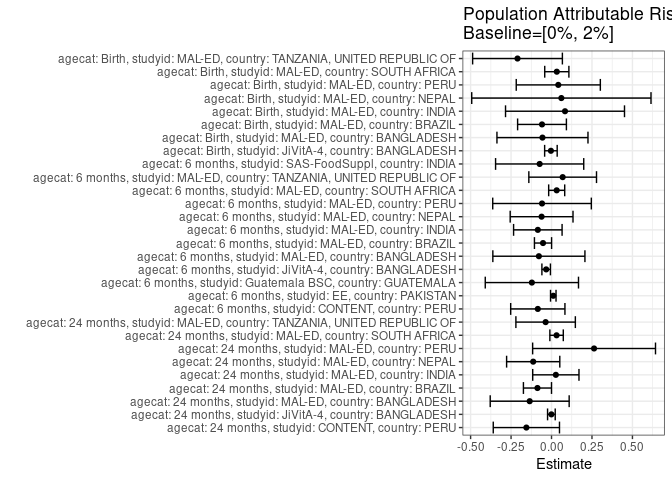 Population Attributable Ris
Baseline=[0%, 2%]
agecat: Birth, studyid: MAL-ED, country: TANZANIA, UNITED REPUBLIC OF
agecat: Birth, studyid: MAL-ED, country: SOUTH AFRICA
agecat: Birth, studyid: MAL-ED, country: PERU
agecat: Birth, studyid: MAL-ED, country: NEPAL
agecat: Birth, studyid: MAL-ED, country: INDIA
agecat: Birth, studyid: MAL-ED, country: BRAZIL
agecat: Birth, studyid: MAL-ED, country: BANGLADESH
agecat: Birth, studyid: JiVitA-4, country: BANGLADESH
agecat: 6 months, studyid: SAS-FoodSuppl, country: INDIA
agecat: 6 months, studyid: MAL-ED, country: TANZANIA, UNITED REPUBLIC OF
agecat: 6 months, studyid: MAL-ED, country: SOUTH AFRICA
agecat: 6 months, studyid: MAL-ED, country: PERU
agecat: 6 months, studyid: MAL-ED, country: NEPAL
agecat: 6 months, studyid: MAL-ED, country: INDIA
agecat: 6 months, studyid: MAL-ED, country: BRAZIL
agecat: 6 months, studyid: MAL-ED, country: BANGLADESH
agecat: 6 months, studyid: JiVitA-4, country: BANGLADESH
agecat: 6 months, studyid: Guatemala BSC, country: GUATEMALA
agecat: 6 months, studyid: EE, country: PAKISTAN
agecat: 6 months, studyid: CONTENT, country: PERU
agecat: 24 months, studyid: MAL-ED, country: TANZANIA, UNITED REPUBLIC OF
agecat: 24 months, studyid: MAL-ED, country: SOUTH AFRICA
agecat: 24 months, studyid: MAL-ED, country: PERU
agecat: 24 months, studyid: MAL-ED, country: NEPAL
agecat: 24 months, studyid: MAL-ED, country: INDIA
agecat: 24 months, studyid: MAL-ED, country: BRAZIL
agecat: 24 months, studyid: MAL-ED, country: BANGLADESH
agecat: 24 months, studyid: JiVitA-4, country: BANGLADESH
agecat: 24 months, studyid: CONTENT, country: PERU
-0.50 -0.25 0.00 0.25 0.50
Estimate